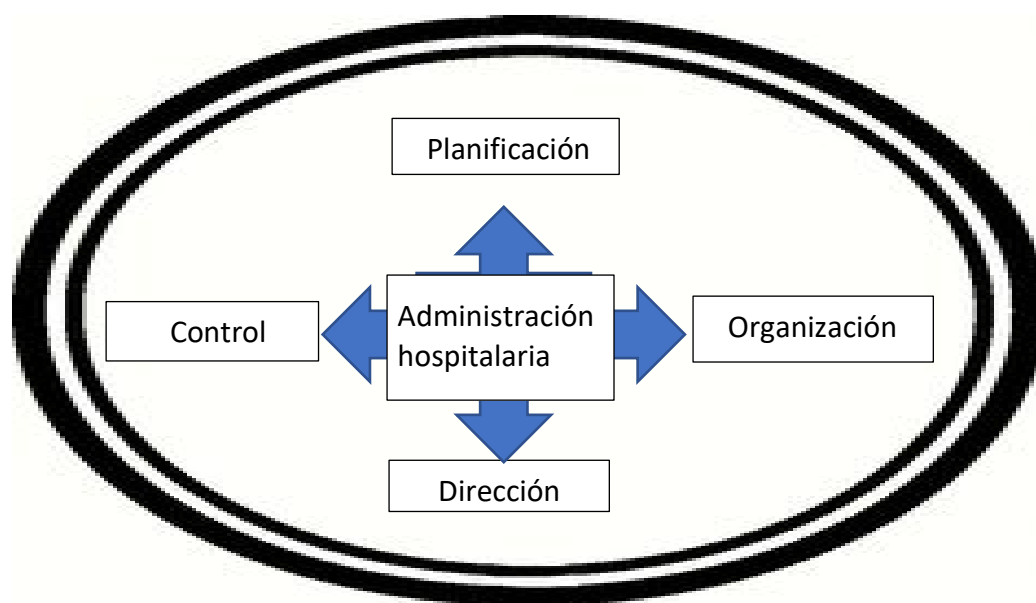 Planificación
Control
Administración
hospitalaria
Organización
Dirección